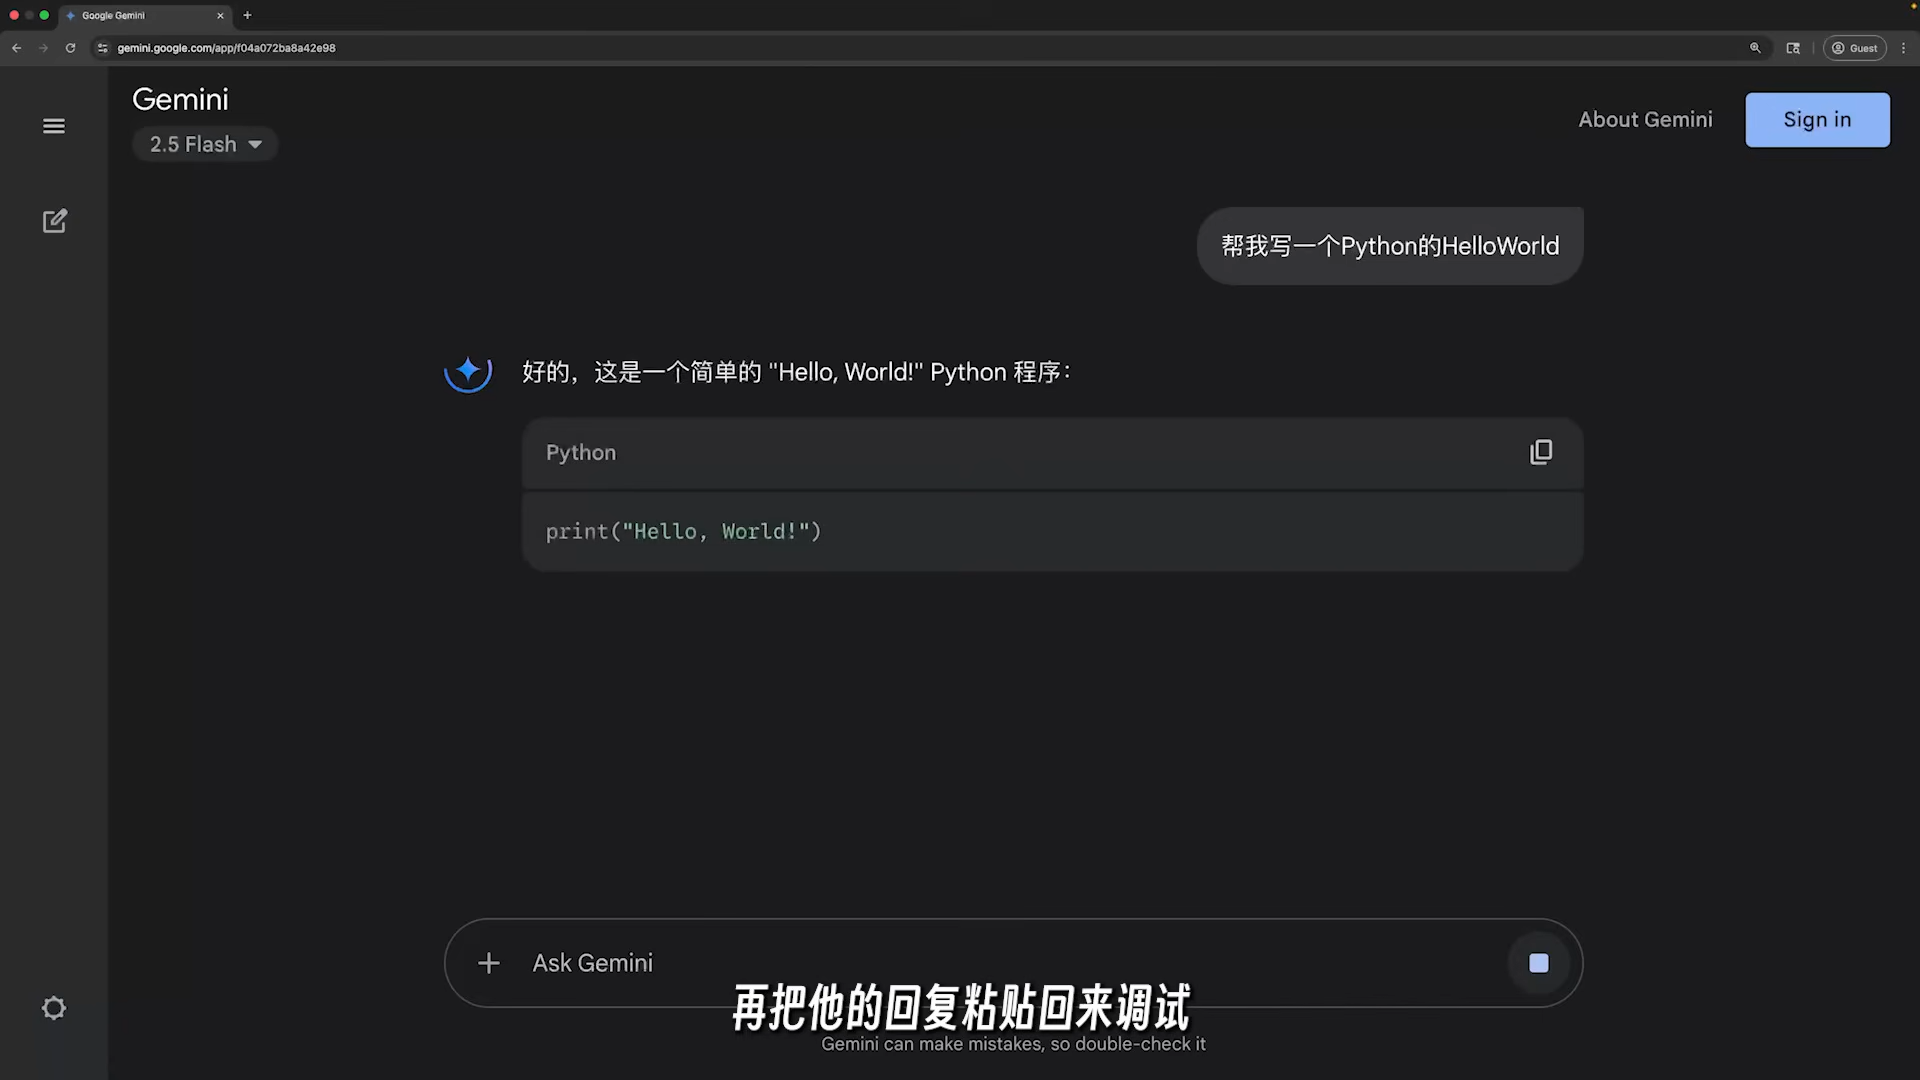 Google Gemini
gemini.google.com/app/f04a072ba8a42e98
Guest
Gemini
2.5 Flash
About Gemini
Sign in
帮我写一个Python的HelloWorld
好的，这是一个简单的 "Hello, World!" Python 程序：
Python
print("Hello, World!")
Ask Gemini
再把他的回复粘贴回来调试
Gemini can make mistakes, so double-check it